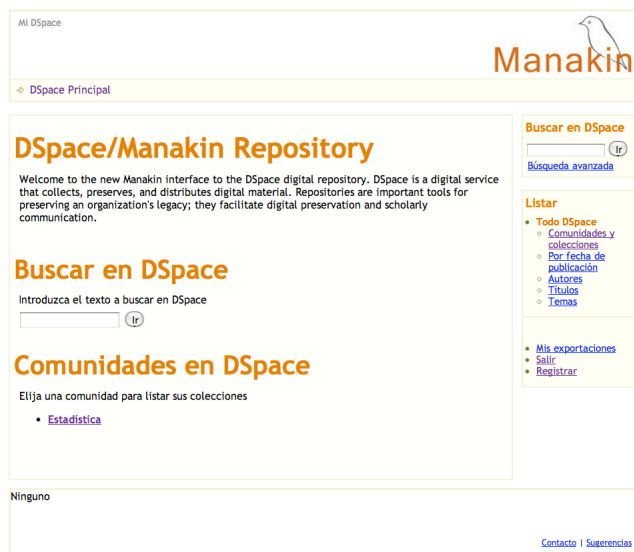 Mi DSpace
Manakin
DSpace Principal
DSpace/Manakin Repository
Welcome to the new Manakin interface to the DSpace digital repository. DSpace is a digital service
that collects, preserves, and distributes digital material. Repositories are important tools for
preserving an organization's legacy; they facilitate digital preservation and scholarly
communication.
Buscar en DSpace
Introduzca el texto a buscar en DSpace
Ir
Comunidades en DSpace
Elija una comunidad para listar sus colecciones
Estadística
Buscar en DSpace
Ir
Búsqueda avanzada
Listar
Todo DSpace
Comunidades y
colecciones
Por fecha de
publicación
Autores
Títulos
Temas
Mis exportaciones
Salir
Registrar
Ninguno
Contacto | Sugerencias